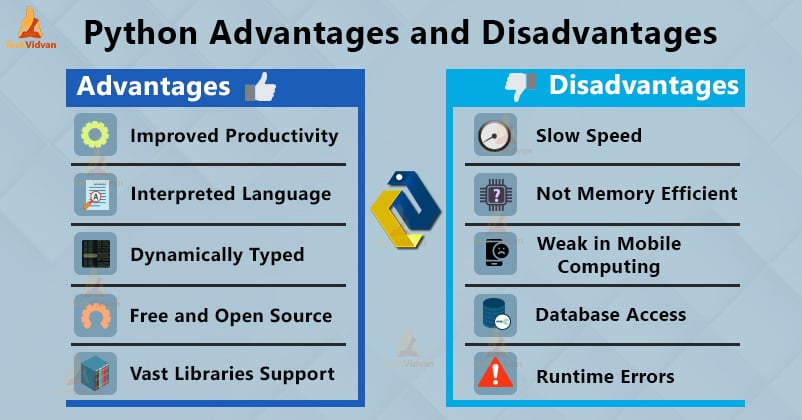 TechVidvan
Python Advantages and Disadvantages
Advantages
Improved Productivity
Interpreted Language
Dynamically Typed
Free and Open Source
Vast Libraries Support
Disadvantages
Slow Speed
Not Memory Efficient
Weak in Mobile
Computing
Database Access
Runtime Errors